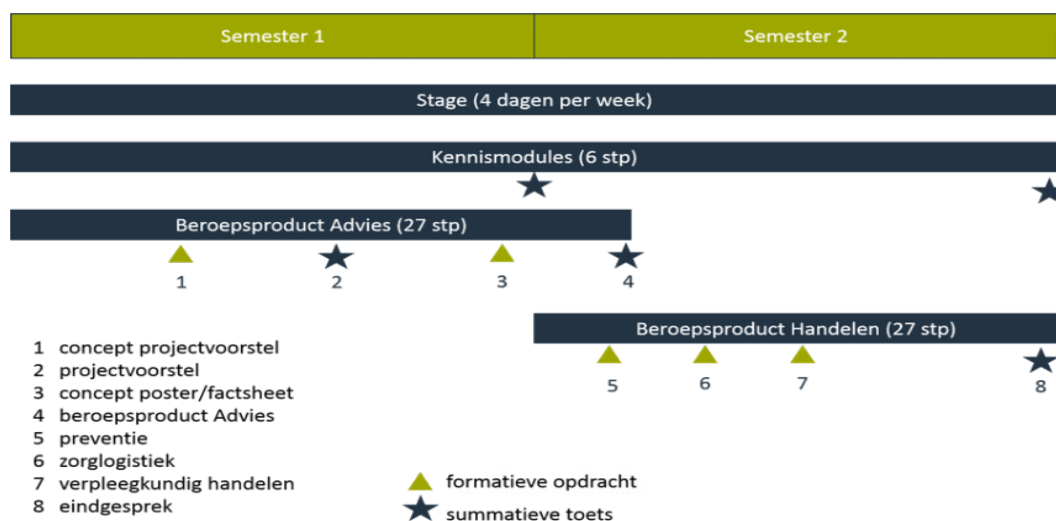 Semester 1
Semester 2
Stage (4 dagen per week)
Kennismodules (6 stp)
Beroepsproduct Advies (27 stp)
1
2
3
4
Beroepsproduct Handelen (27 stp)
5
6
7
8
1 concept projectvoorstel
2 projectvoorstel
3 concept poster/factsheet
4 beroepsproduct Advies
5 preventie
6 zorglogistiek
7 verpleegkundig handelen
8 eindgesprek
formatieve opdracht
summatieve toets